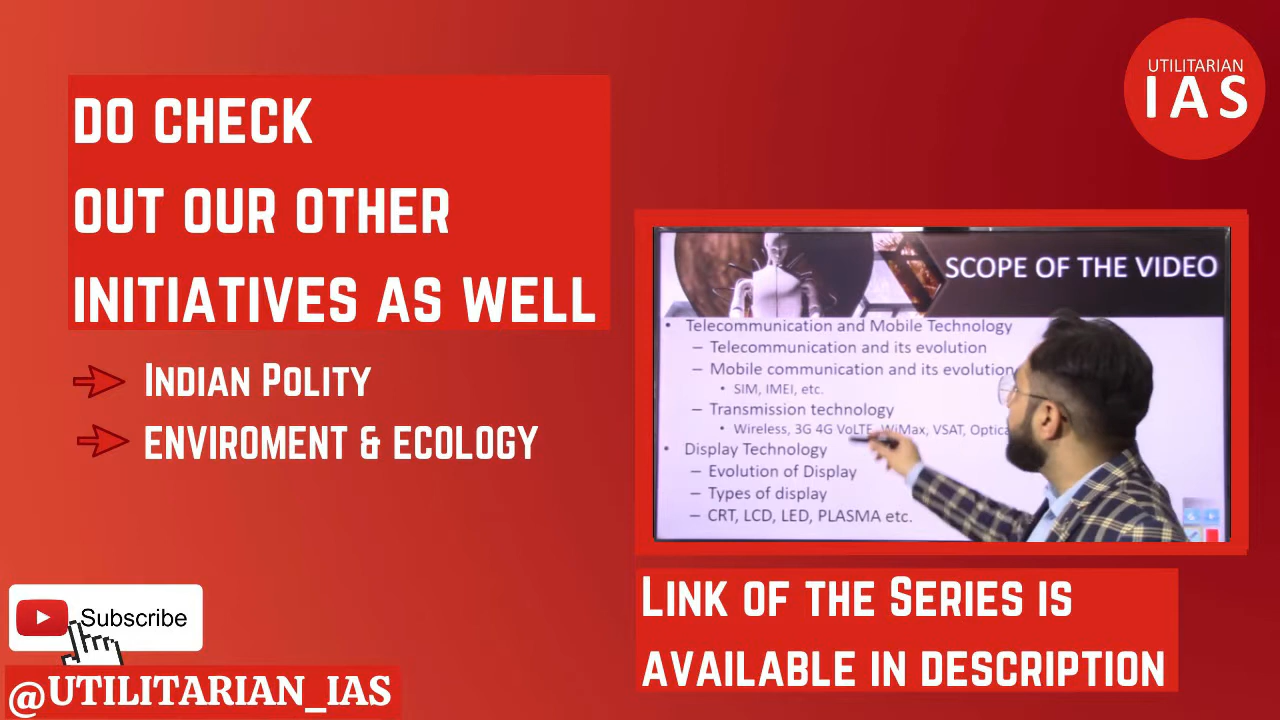 DO CHECK
OUT OUR OTHER
INITIATIVES AS WELL
INDIAN POLITY
ENVIROMENT & ECOLOGY
Subscribe
@UTILITARIAN_IAS
UTILITARIAN
IAS
SCOPE OF THE VIDEO
• Telecommunication and Mobile Technology
– Telecommunication and its evolution
– Mobile communication and its evolution
• SIM, IMEI, etc.
– Transmission technology
• Wireless, 3G 4G VoLTE, WiMax, VSAT,
• Display Technology
– Evolution of Display
– Types of display
– CRT, LCD, LED, PLASMA etc.
LINK OF THE SERIES IS
AVAILABLE IN DESCRIPTION